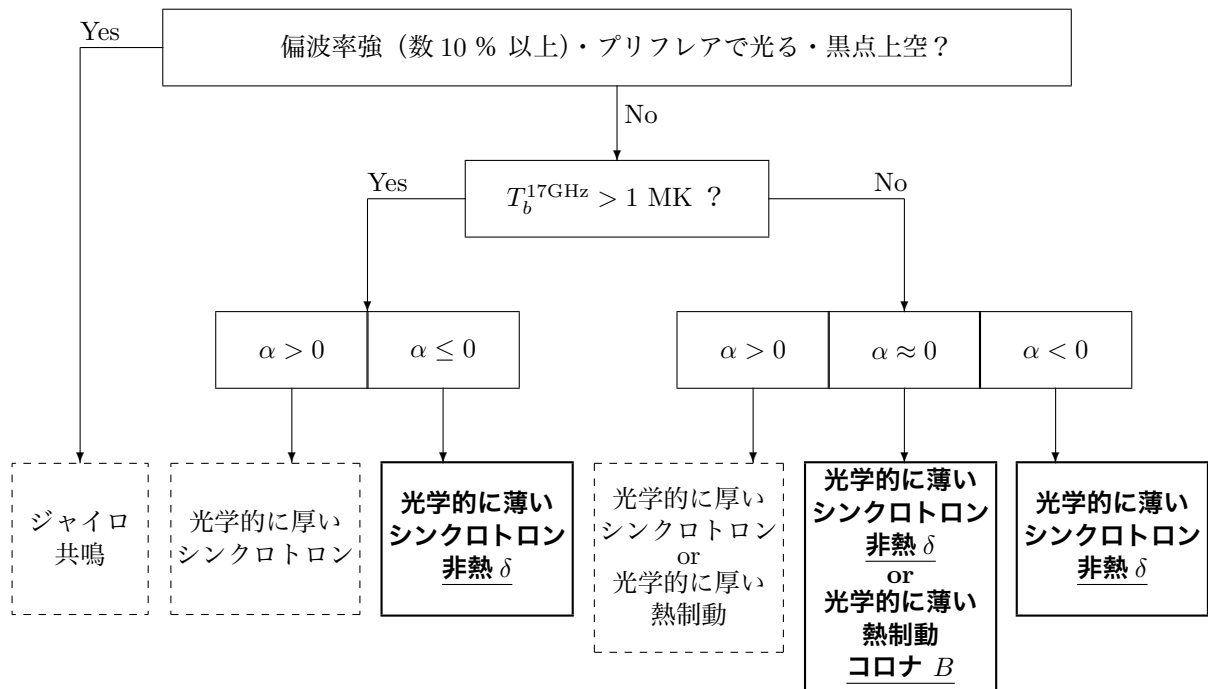 Yes
偏波率強（数 10 % 以上）・プリフレアで光る・黒点上空？
No
Yes
T_b^{17GHz} > 1 MK ？
No
α > 0
α ≤ 0
α > 0
α ≈ 0
α < 0
ジャイロ
共鳴
光学的に厚い
シンクロトロン
光学的に薄い
シンクロトロン
非熱 δ
光学的に厚い
シンクロトロン
or
光学的に厚い
熱制動
光学的に薄い
シンクロトロン
非熱 δ
or
光学的に薄い
熱制動
コロナ B
光学的に薄い
シンクロトロン
非熱 δ